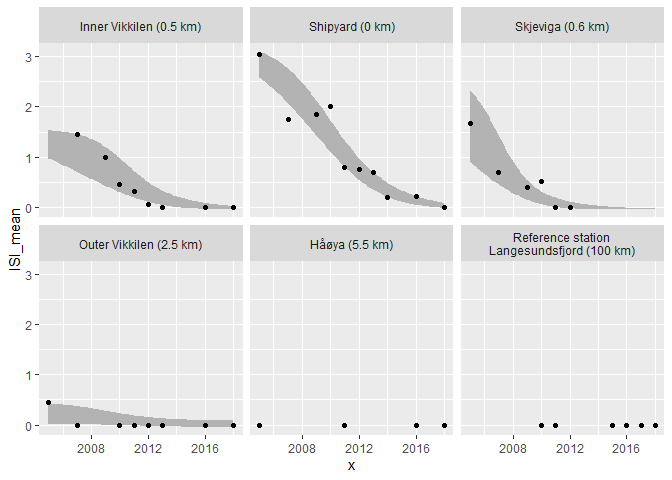 Inner Vikkilen (0.5 km)
Shipyard (0 km)
Skjeviga (0.6 km)
3
2
1
0
Outer Vikkilen (2.5 km)
Håøya (5.5 km)
Reference station
Langesundsfjord (100 km)
3
2
1
0
2008
2012
2016
2008
2012
2016
2008
2012
2016
x
ISI_mean